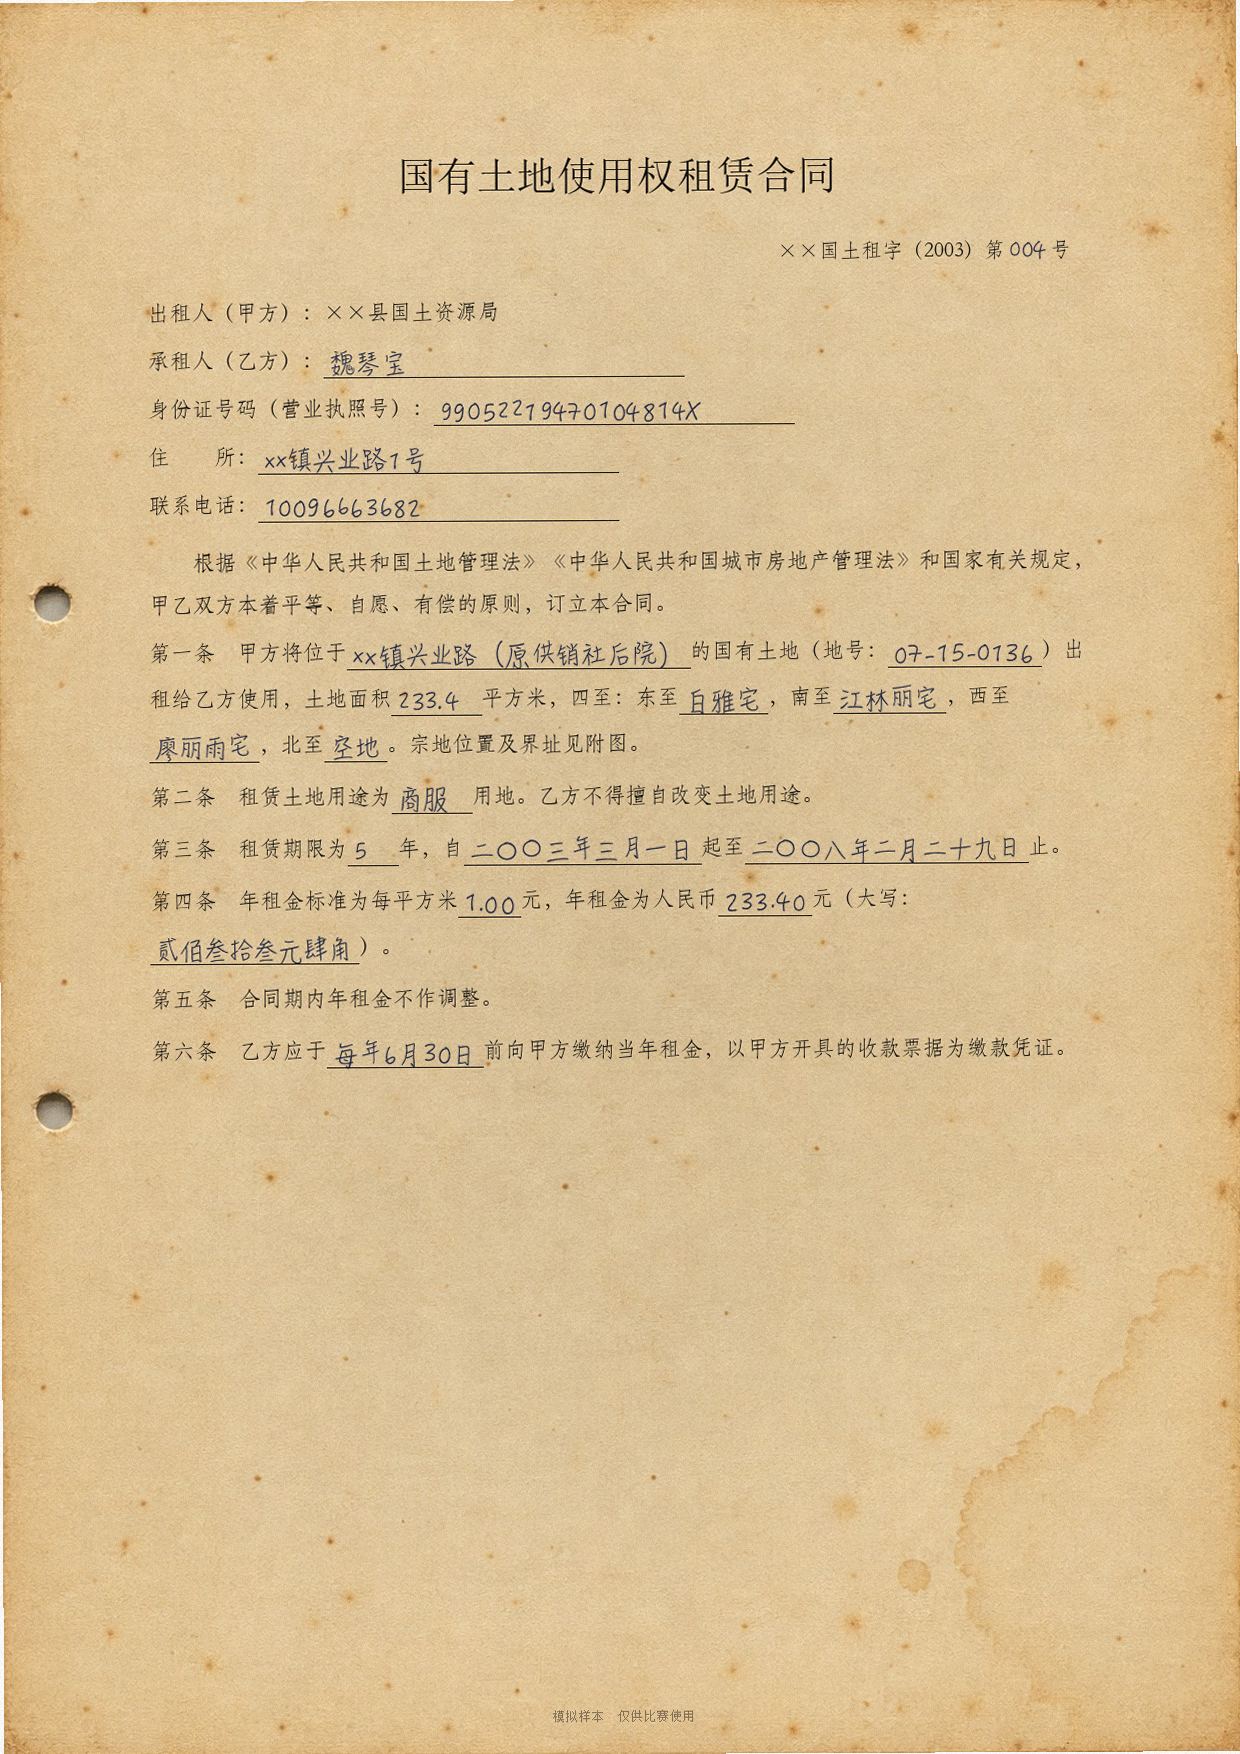 国有土地使用权租赁合同
××国土租字（2003）第004号
出租人（甲方）：××县国土资源局
承租人（乙方）：魏琴宝
身份证号码（营业执照号）：99052219470104814X
住　　所：xx镇兴业路1号
联系电话：10096663682
根据《中华人民共和国土地管理法》《中华人民共和国城市房地产管理法》和国家有关规定，
甲乙双方本着平等、自愿、有偿的原则，订立本合同。
第一条　甲方将位于xx镇兴业路（原供销社后院）的国有土地（地号：07-15-0136）出
租给乙方使用，土地面积233.4平方米，四至：东至白雅宅，南至江林丽宅，西至
廖丽雨宅，北至空地。宗地位置及界址见附图。
第二条　租赁土地用途为商服用地。乙方不得擅自改变土地用途。
第三条　租赁期限为5年，自二〇〇三年三月一日起至二〇〇八年二月二十九日止。
第四条　年租金标准为每平方米1.00元，年租金为人民币233.40元（大写：
贰佰叁拾叁元肆角）。
第五条　合同期内年租金不作调整。
第六条　乙方应于每年6月30日前向甲方缴纳当年租金，以甲方开具的收款票据为缴款凭证。
模拟样本　仅供比赛使用